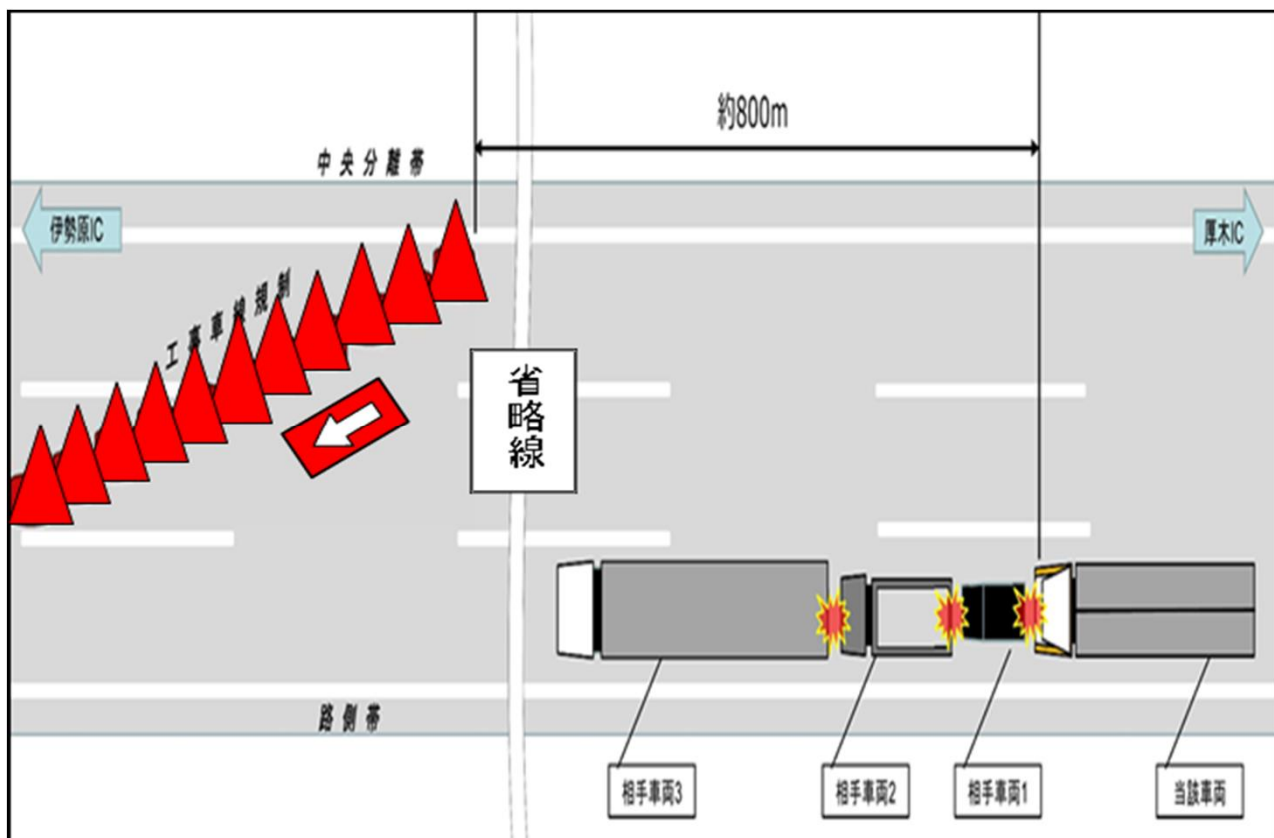 約800m
中央分離帯
伊勢原IC
厚木IC
工事車線規制
省略線
路側帯
相手車両3
相手車両2
相手車両1
当該車両